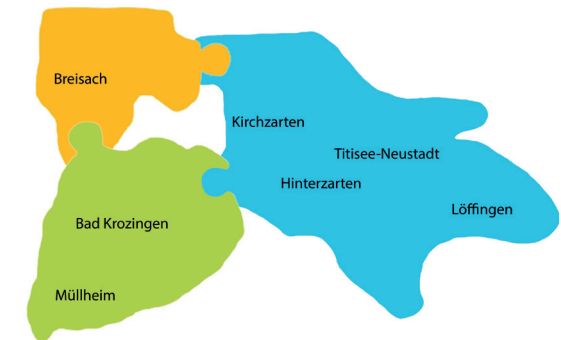 Breisach
Kirchzarten
Titisee-Neustadt
Hinterzarten
Löffingen
Bad Krozingen
Müllheim